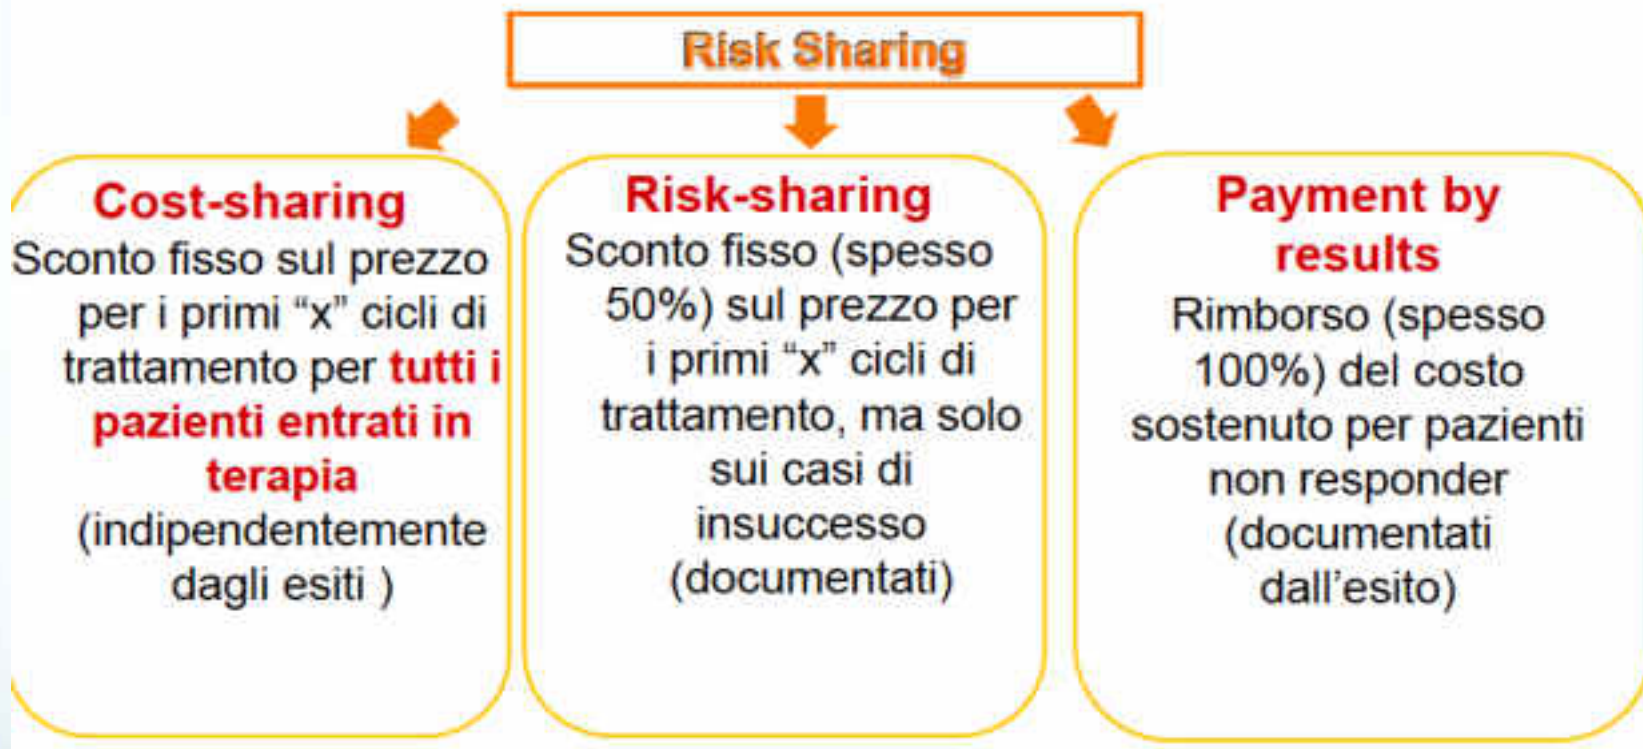 Risk Sharing
Cost-sharing
Sconto fisso sul prezzo
per i primi “x” cicli di
trattamento per tutti i
pazienti entrati in
terapia
(indipendentemente
dagli esiti )
Risk-sharing
Sconto fisso (spesso
50%) sul prezzo per
i primi “x” cicli di
trattamento, ma solo
sui casi di
insuccesso
(documentati)
Payment by
results
Rimborso (spesso
100%) del costo
sostenuto per pazienti
non responder
(documentati
dall’esito)